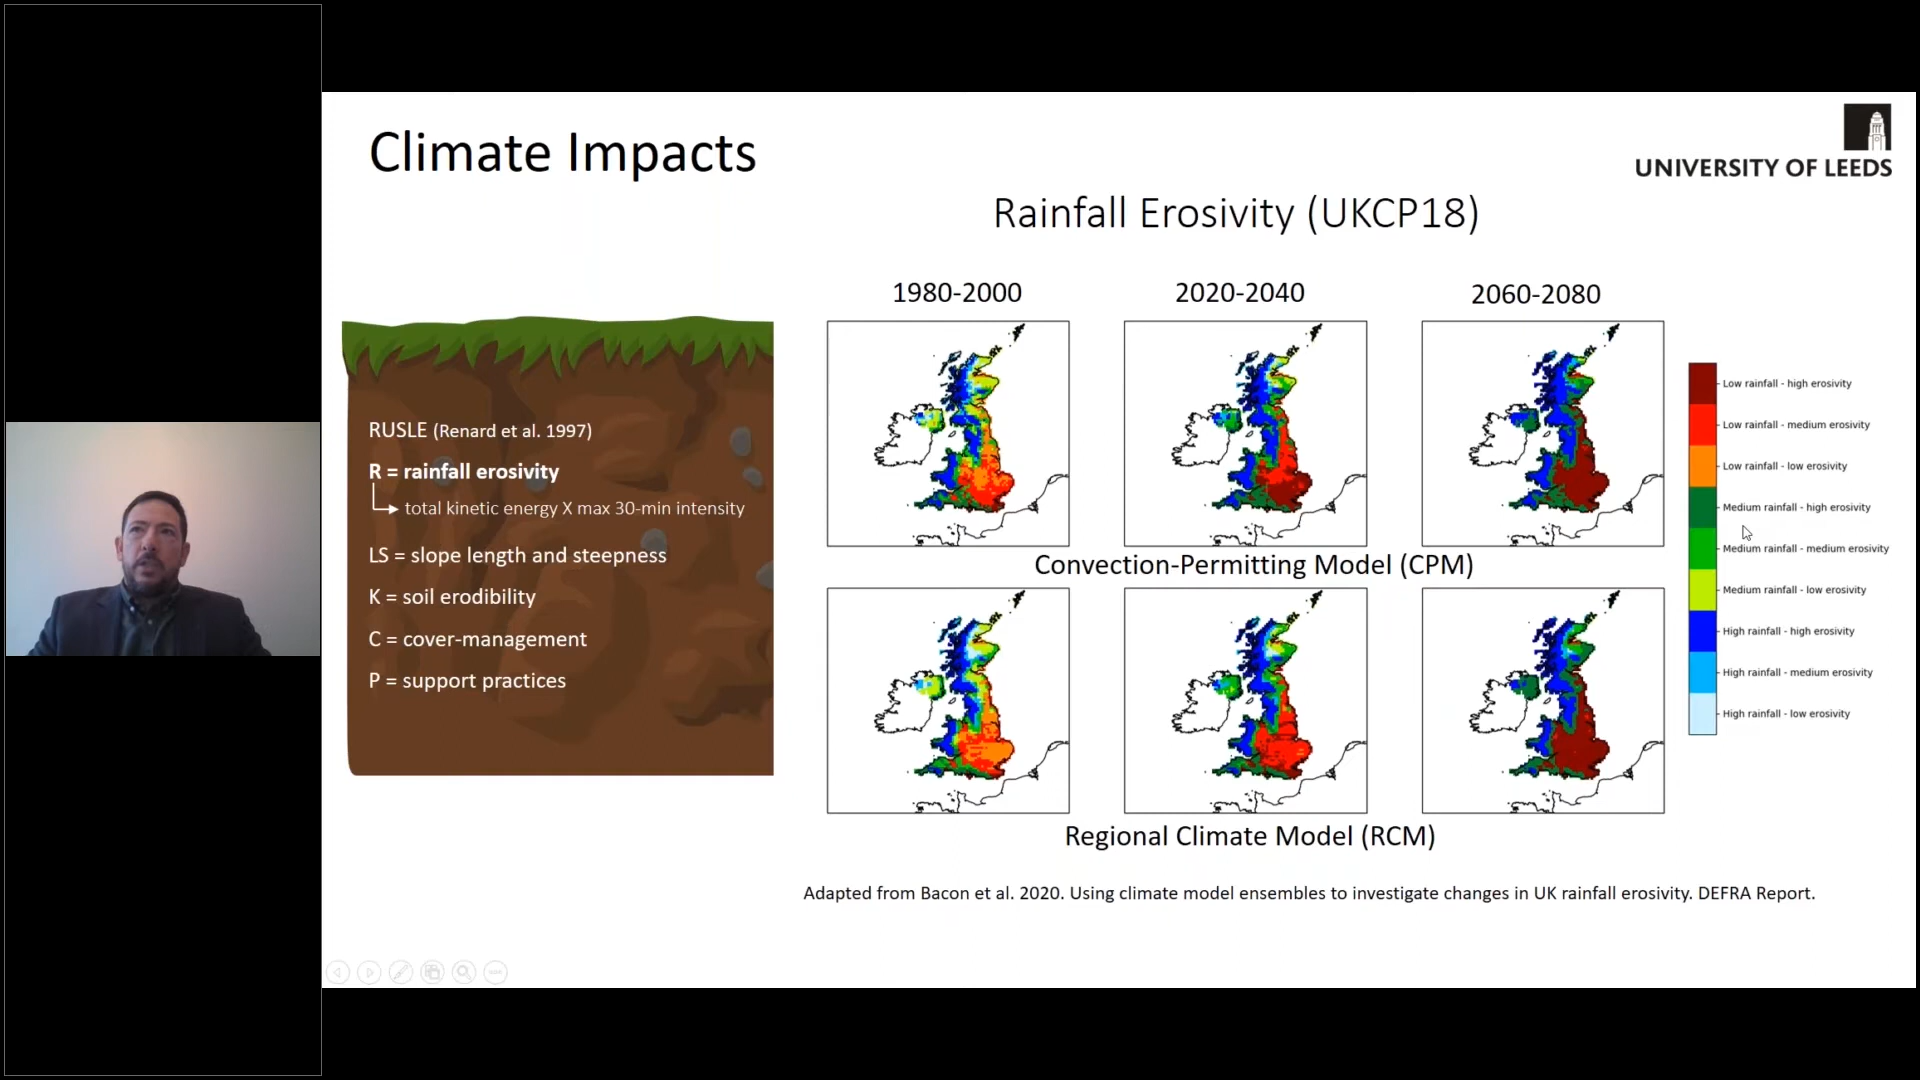 Climate Impacts
UNIVERSITY OF LEEDS
Rainfall Erosivity (UKCP18)
RUSLE (Renard et al. 1997)
R = rainfall erosivity
total kinetic energy X max 30-min intensity
LS = slope length and steepness
K = soil erodibility
C = cover-management
P = support practices
1980-2000
2020-2040
2060-2080
Convection-Permitting Model (CPM)
Regional Climate Model (RCM)
Low rainfall - high erosivity
Low rainfall - medium erosivity
Low rainfall - low erosivity
Medium rainfall - high erosivity
Medium rainfall - medium erosivity
Medium rainfall - low erosivity
High rainfall - high erosivity
High rainfall - medium erosivity
High rainfall - low erosivity
Adapted from Bacon et al. 2020. Using climate model ensembles to investigate changes in UK rainfall erosivity. DEFRA Report.